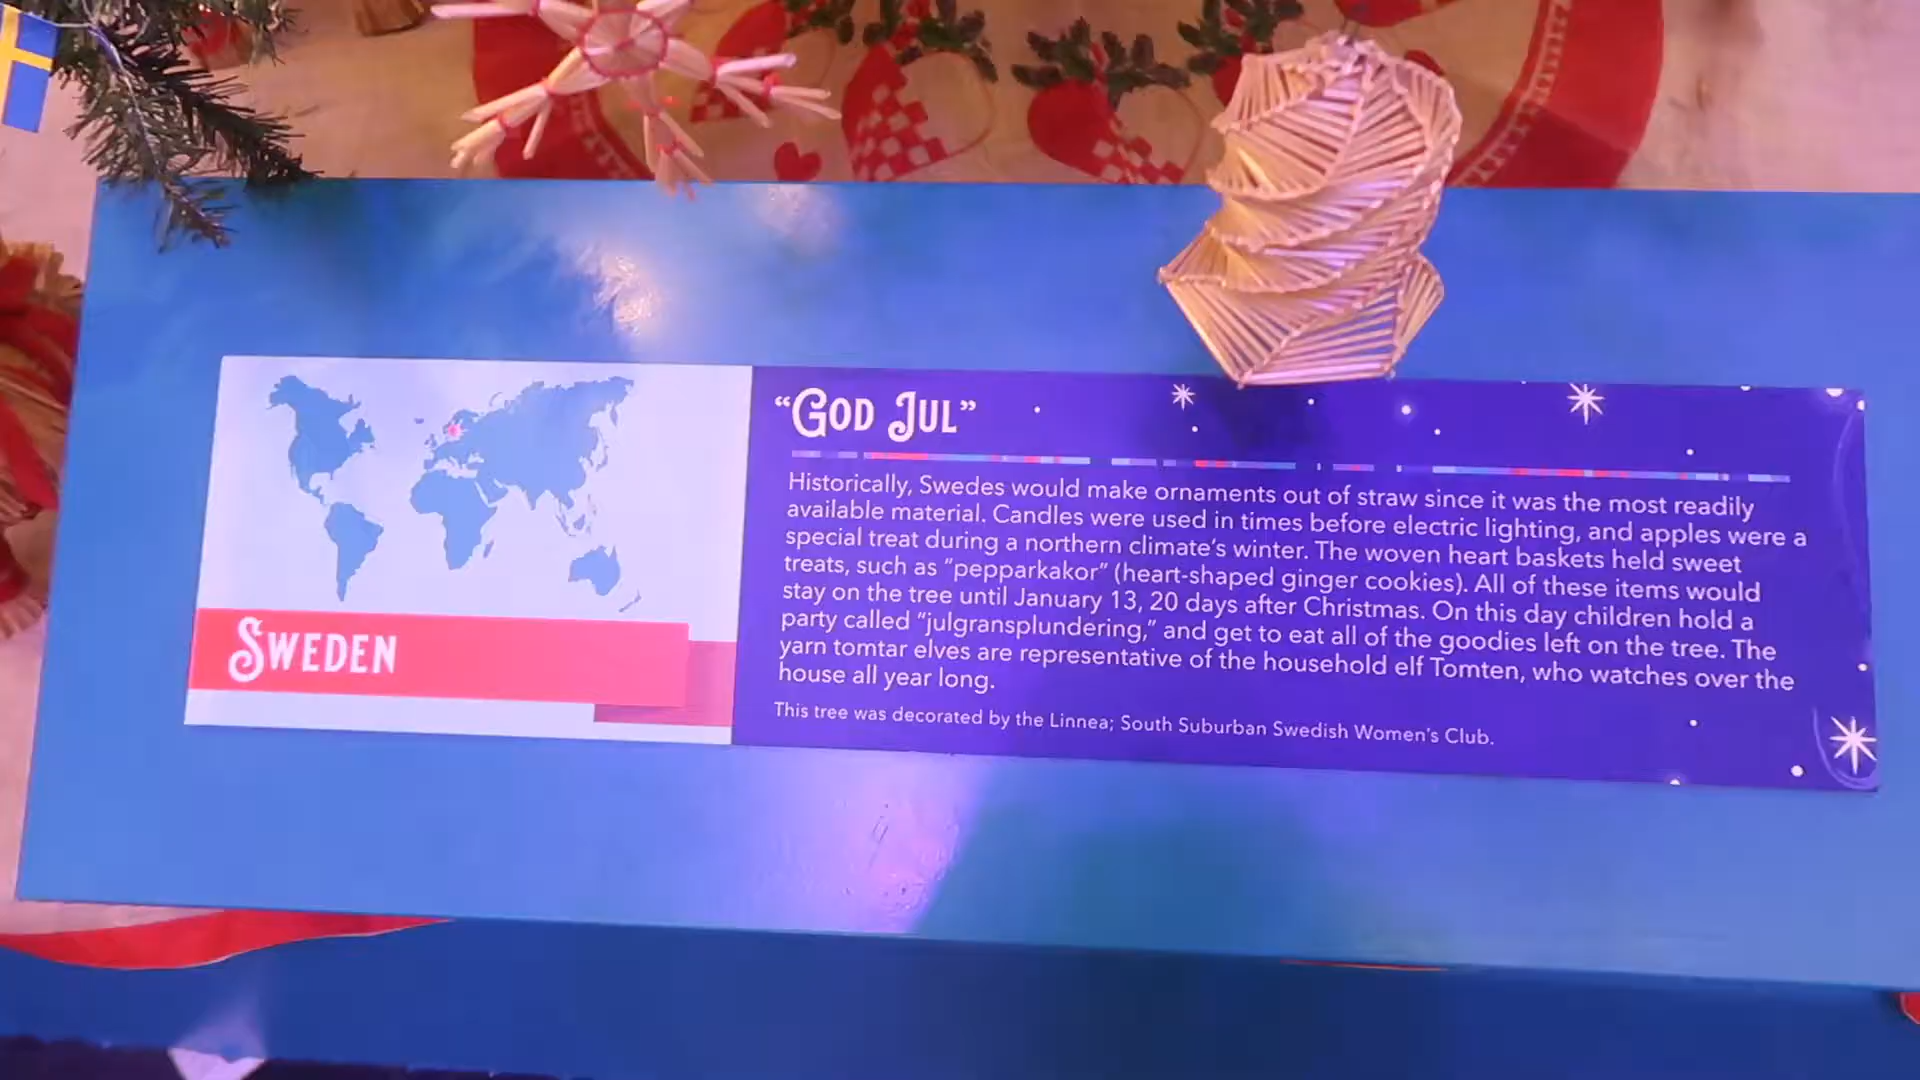 “God Jul”
Historically, Swedes would make ornaments out of straw since it was the most readily
available material. Candles were used in times before electric lighting, and apples were a
special treat during a northern climate’s winter. The woven heart baskets held sweet
treats, such as “pepparkakor” (heart-shaped ginger cookies). All of these items would
stay on the tree until January 13, 20 days after Christmas. On this day children hold a
party called “julgransplundering,” and get to eat all of the goodies left on the tree. The
yarn tomtar elves are representative of the household elf Tomten, who watches over the
house all year long.
This tree was decorated by the Linnea; South Suburban Swedish Women’s Club.
Sweden